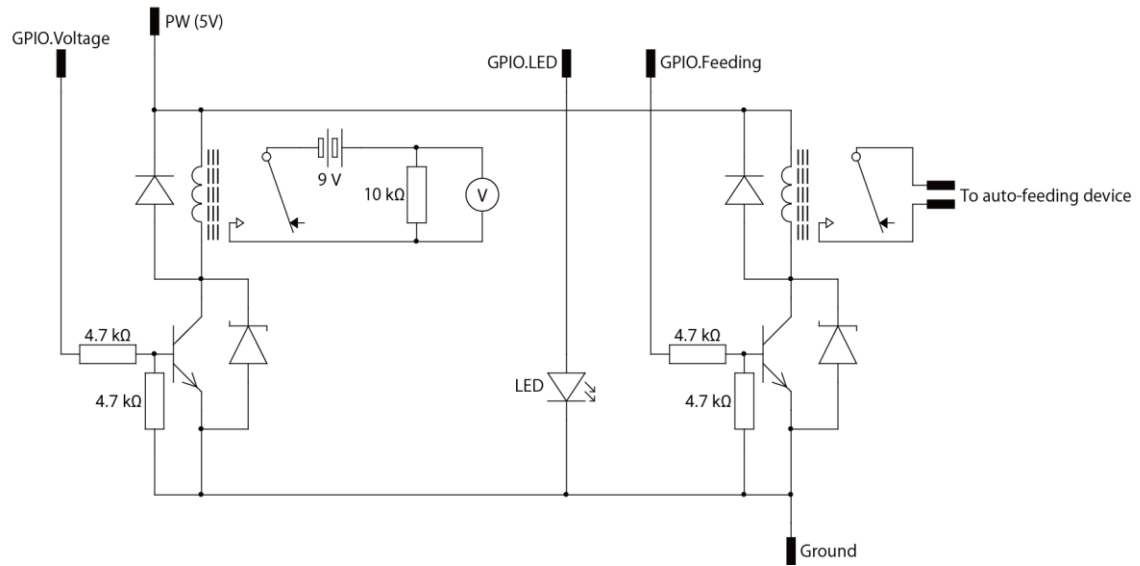 PW (5V)
GPIO.Voltage
GPIO.LED
GPIO.Feeding
9 V
10 kΩ
V
To auto-feeding device
4.7 kΩ
4.7 kΩ
LED
4.7 kΩ
4.7 kΩ
Ground